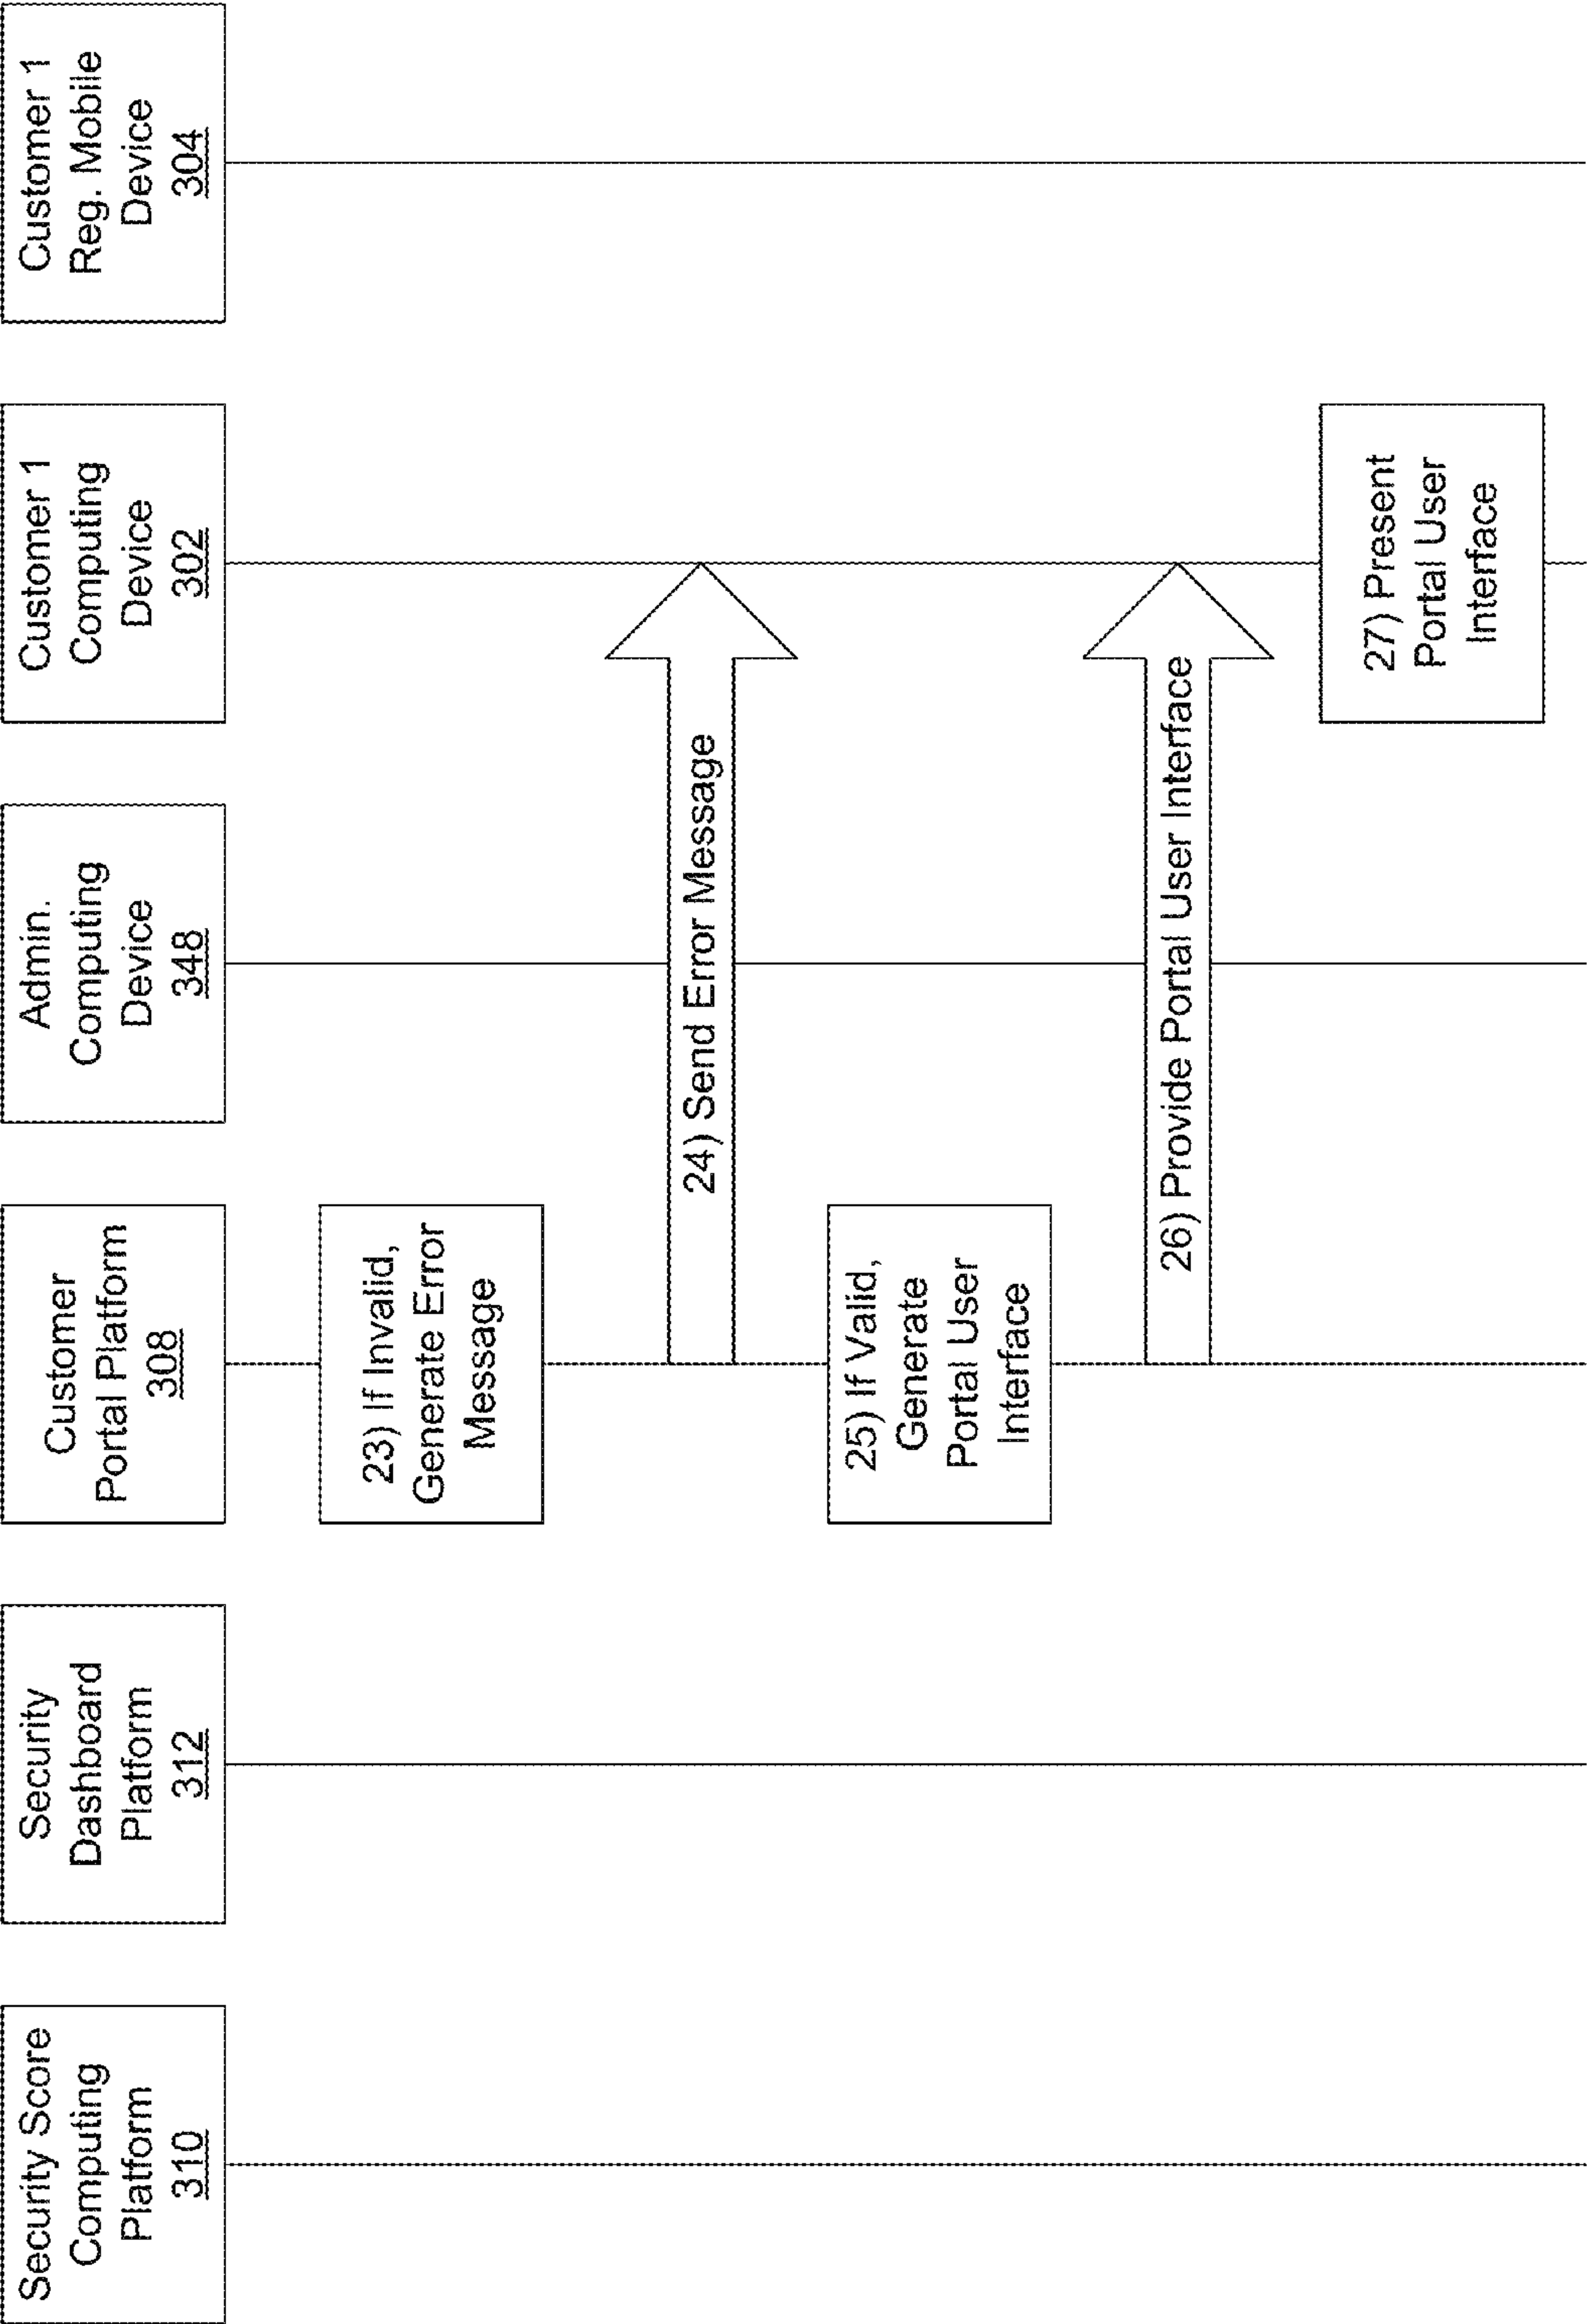 Security Score
Computing
Platform
310
Security
Dashboard
Platform
312
Customer
Portal Platform
308
Admin.
Computing
Device
348
Customer 1
Computing
Device
302
Customer 1
Reg. Mobile
Device
304
23) If Invalid,
Generate Error
Message
24) Send Error Message
25) If Valid,
Generate
Portal User
Interface
26) Provide Portal User Interface
27) Present
Portal User
Interface